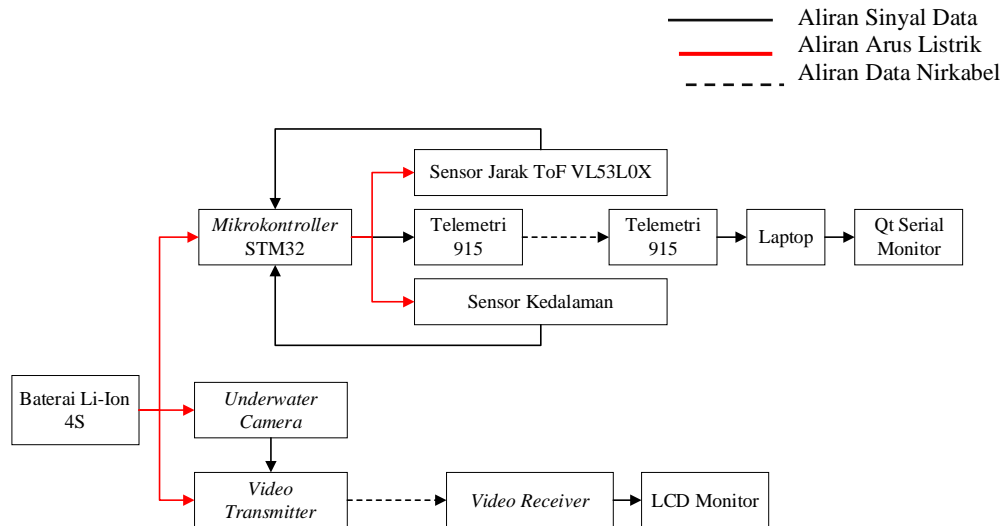 Aliran Sinyal Data
Aliran Arus Listrik
Aliran Data Nirkabel
Sensor Jarak ToF VL53L0X
Mikrokontroller
STM32
Telemetri
915
Telemetri
915
Laptop
Qt Serial
Monitor
Sensor Kedalaman
Baterai Li-Ion
4S
Underwater
Camera
Video
Transmitter
Video Receiver
LCD Monitor